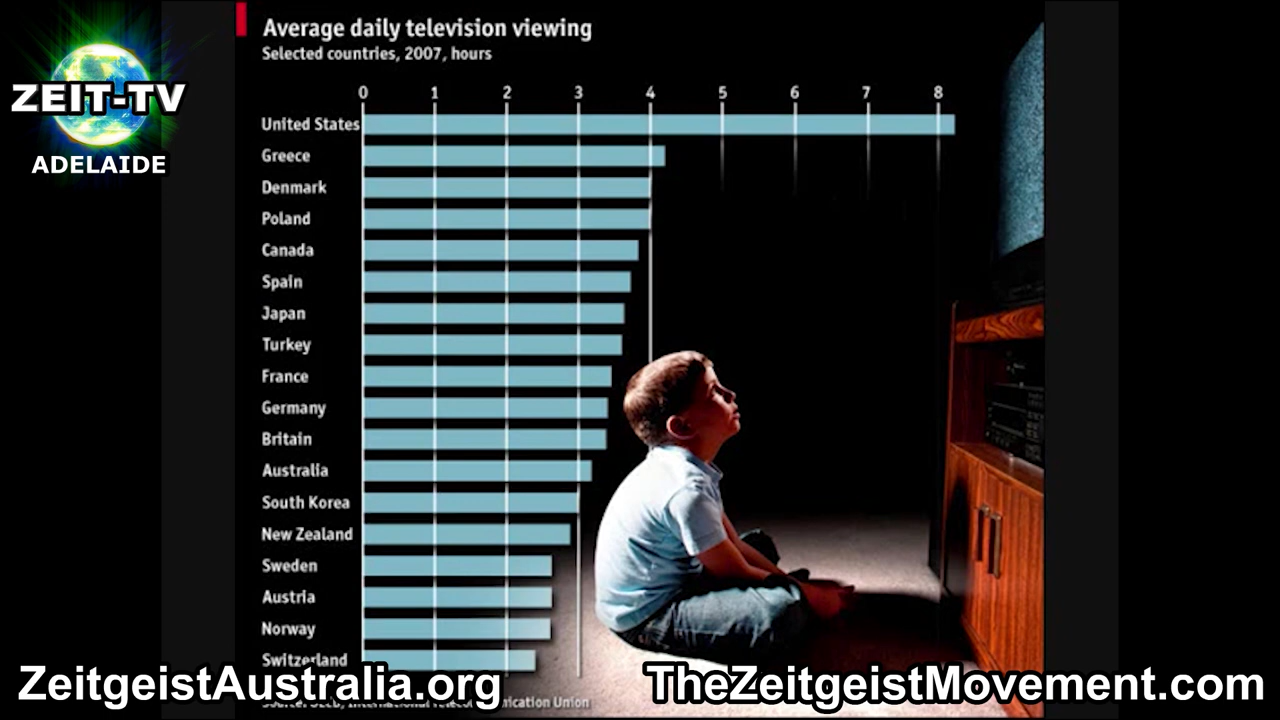 Average daily television viewing
Selected countries, 2007, hours
ZEIT-TV
ADELAIDE
0 1 2 3 4 5 6 7 8
United States
Greece
Denmark
Poland
Canada
Spain
Japan
Turkey
France
Germany
Britain
Australia
South Korea
New Zealand
Sweden
Austria
Norway
Switzerland
ZeitgeistAustralia.org
TheZeitgeistMovement.com
Union